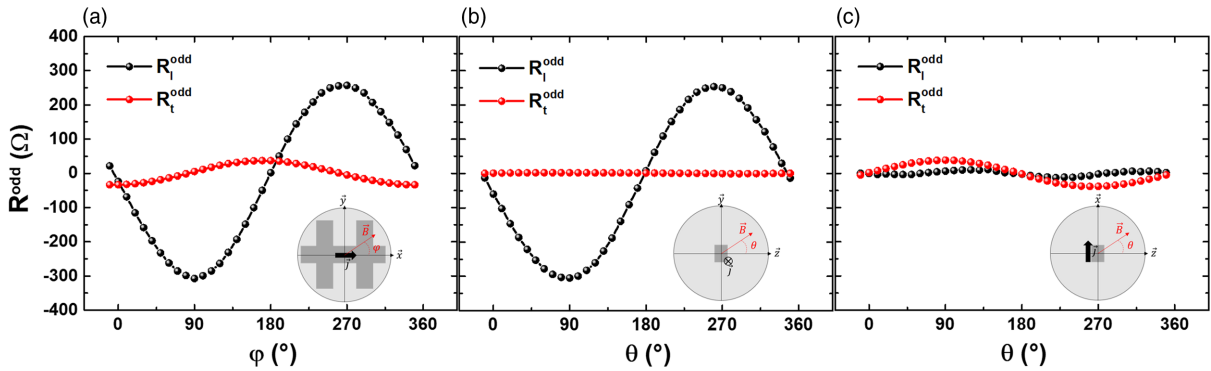 (a)
(b)
(c)
R^odd (Ω)
400
300
200
100
0
-100
-200
-300
-400
R_l^odd
R_t^odd
R_l^odd
R_t^odd
R_l^odd
R_t^odd
y⃗
B⃗
φ
j⃗
x⃗
y⃗
B⃗
θ
j⃗
z⃗
x⃗
B⃗
θ
j⃗
z⃗
0 90 180 270 360
0 90 180 270 360
0 90 180 270 360
φ (°)
θ (°)
θ (°)